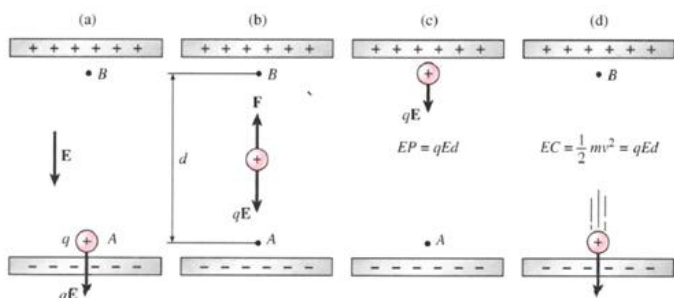 (a)
+ + + + + +
B
E
q + A
– – – – – –
qE
(b)
+ + + + + +
B
F
d
+
qE
A
– – – – – –
(c)
+ + + + + +
+
qE
EP = qEd
A
– – – – – –
(d)
+ + + + + +
B
EC = 1/2 mv² = qEd
+
– – – – – –